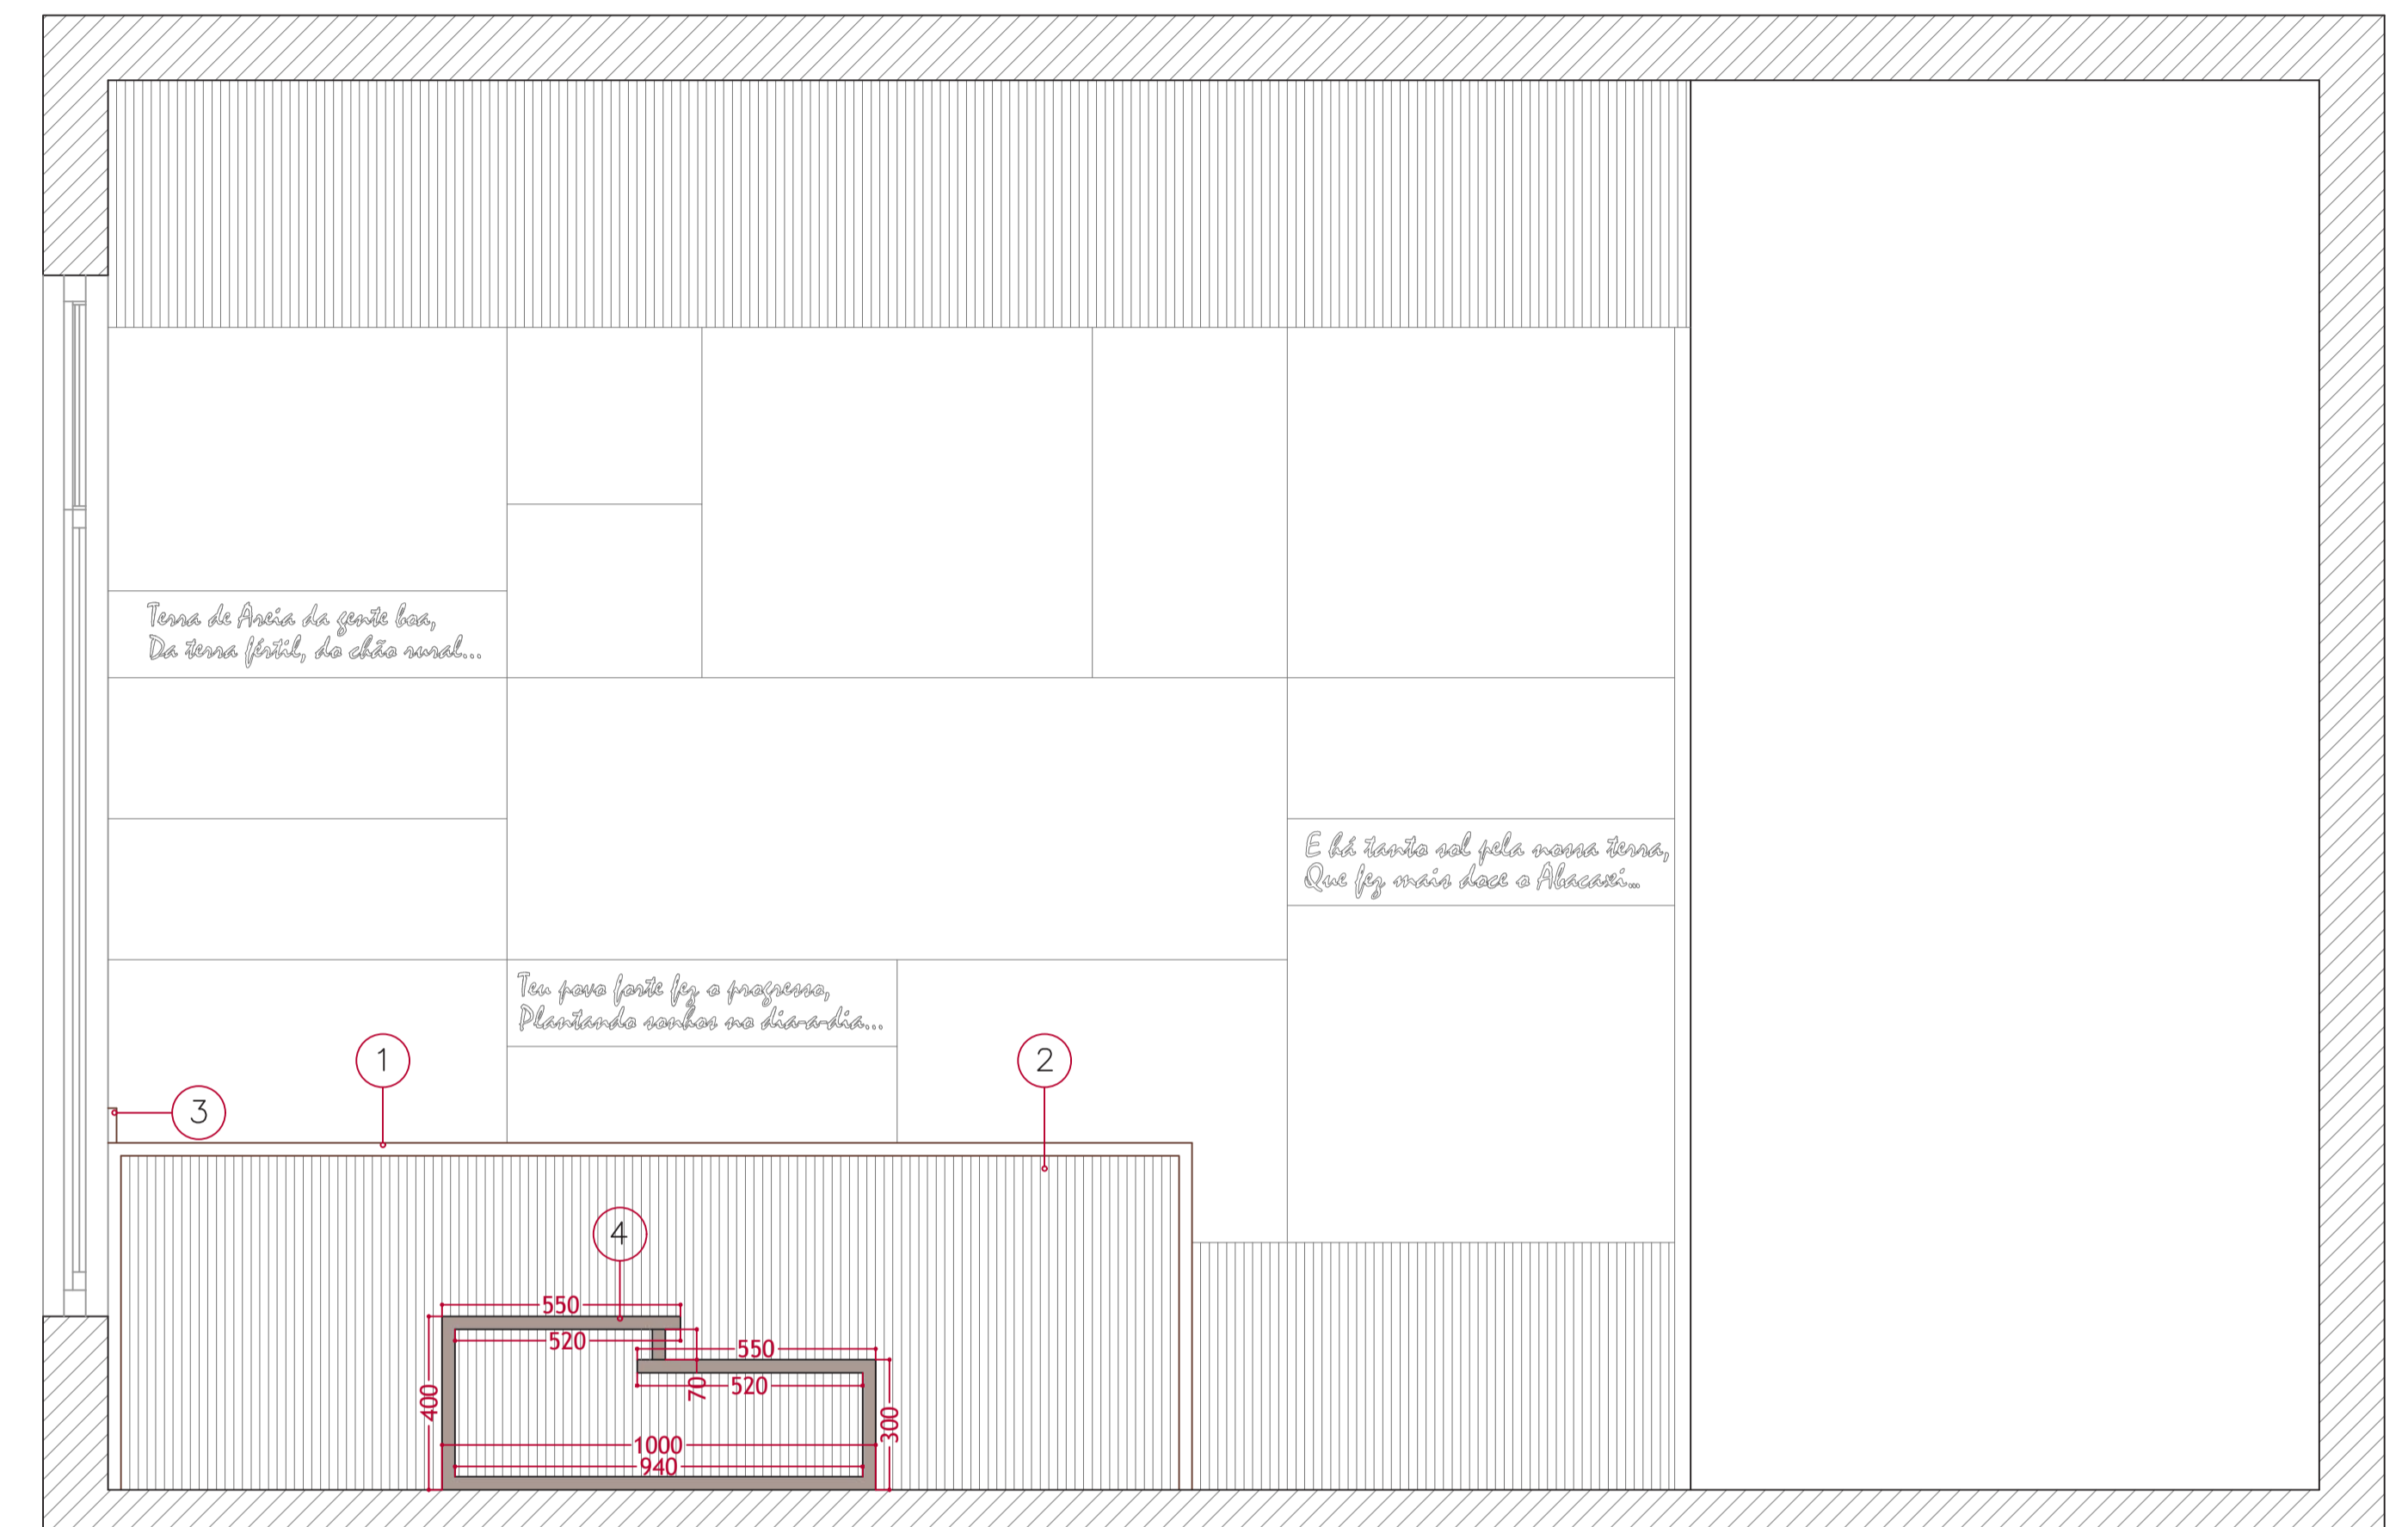 Terra de Areia da gente boa,
Da terra fértil, do chão rural...
E há tanto sol pela nossa terra,
Que fez mais doce o Abacaxi...
Teu povo forte fez o progresso,
Plantando sonhos no dia-a-dia...
1
2
3
4
550
520
550
520
70
400
300
1000
940